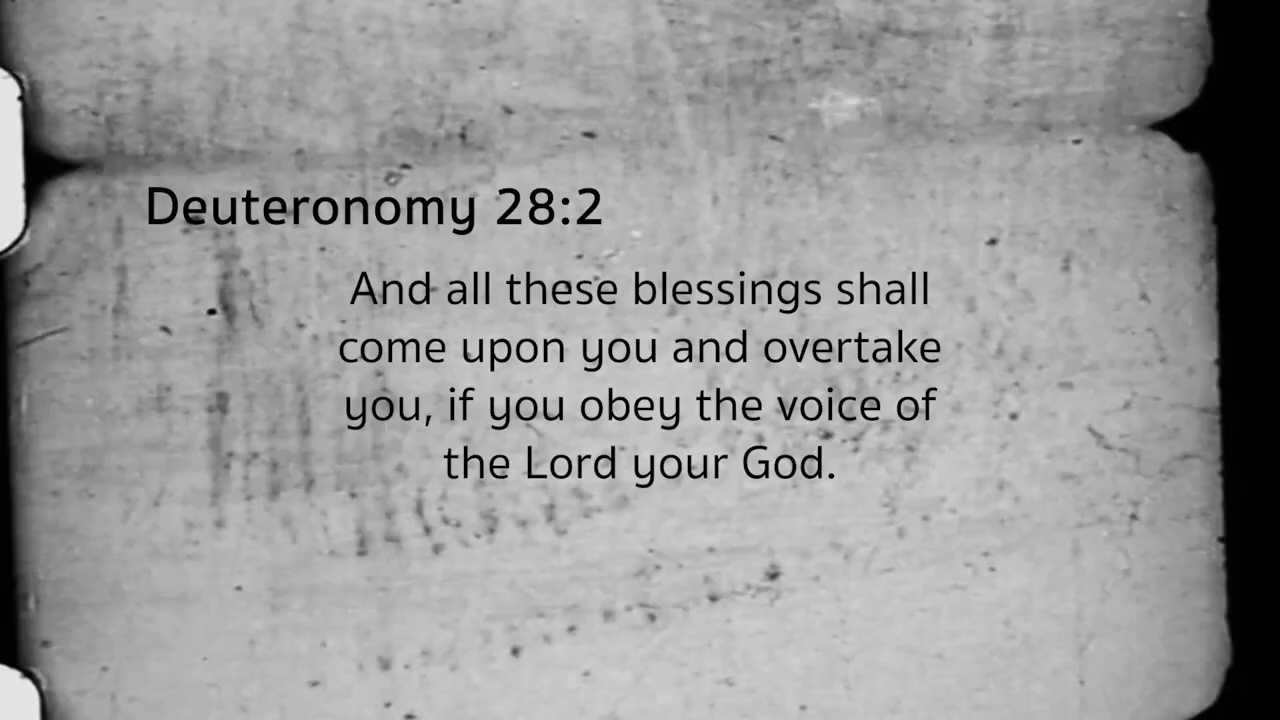 Deuteronomy 28:2
And all these blessings shall
come upon you and overtake
you, if you obey the voice of
the Lord your God.